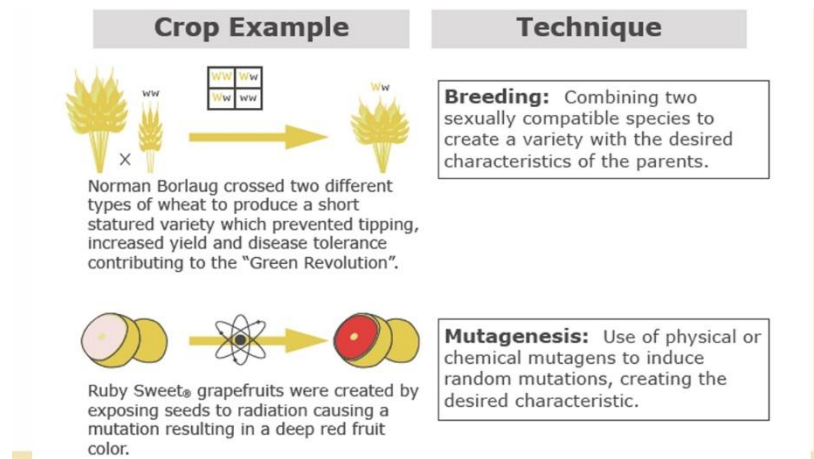 Crop Example
Technique
ww
WW Ww
Ww ww
Ww
X
Breeding: Combining two
sexually compatible species to
create a variety with the desired
characteristics of the parents.
Norman Borlaug crossed two different
types of wheat to produce a short
statured variety which prevented tipping,
increased yield and disease tolerance
contributing to the “Green Revolution”.
Mutagenesis: Use of physical or
chemical mutagens to induce
random mutations, creating the
desired characteristic.
Ruby Sweet® grapefruits were created by
exposing seeds to radiation causing a
mutation resulting in a deep red fruit
color.